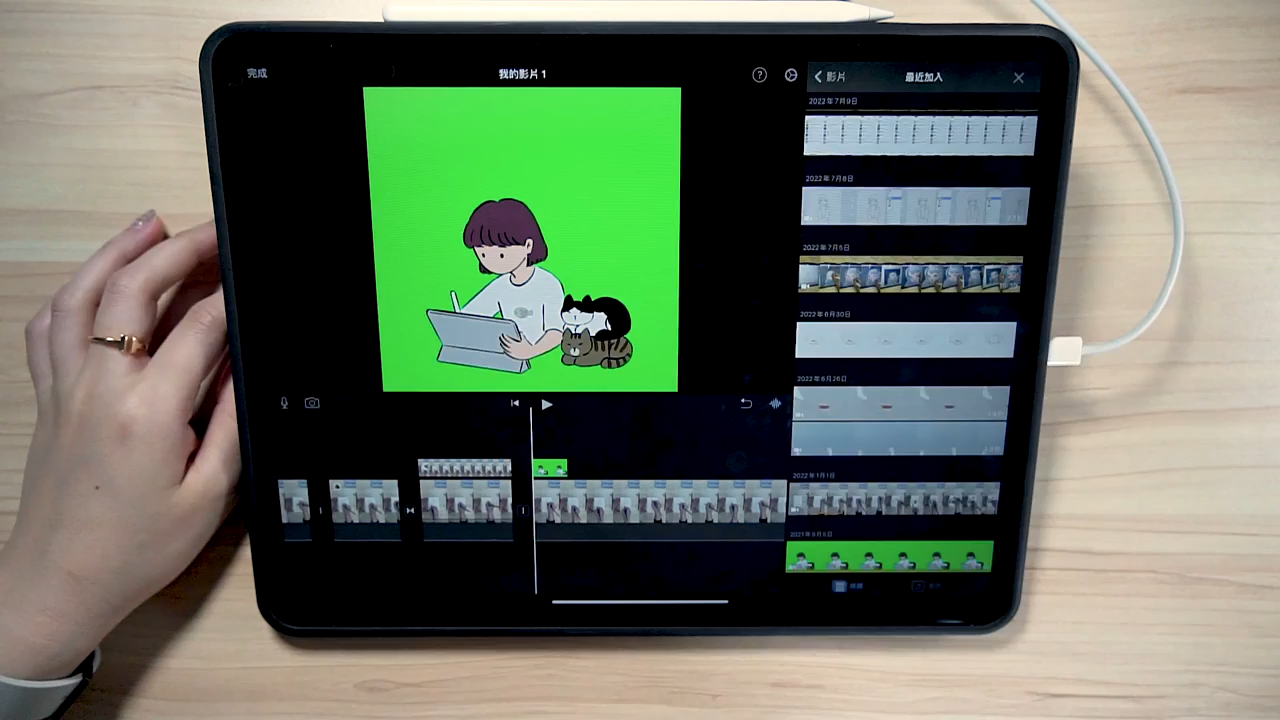 完成
我的影片 1
?
影片
最近加入
2022年7月9日
2022年7月8日
2022年7月5日
2022年6月30日
2022年6月26日
2022年1月1日